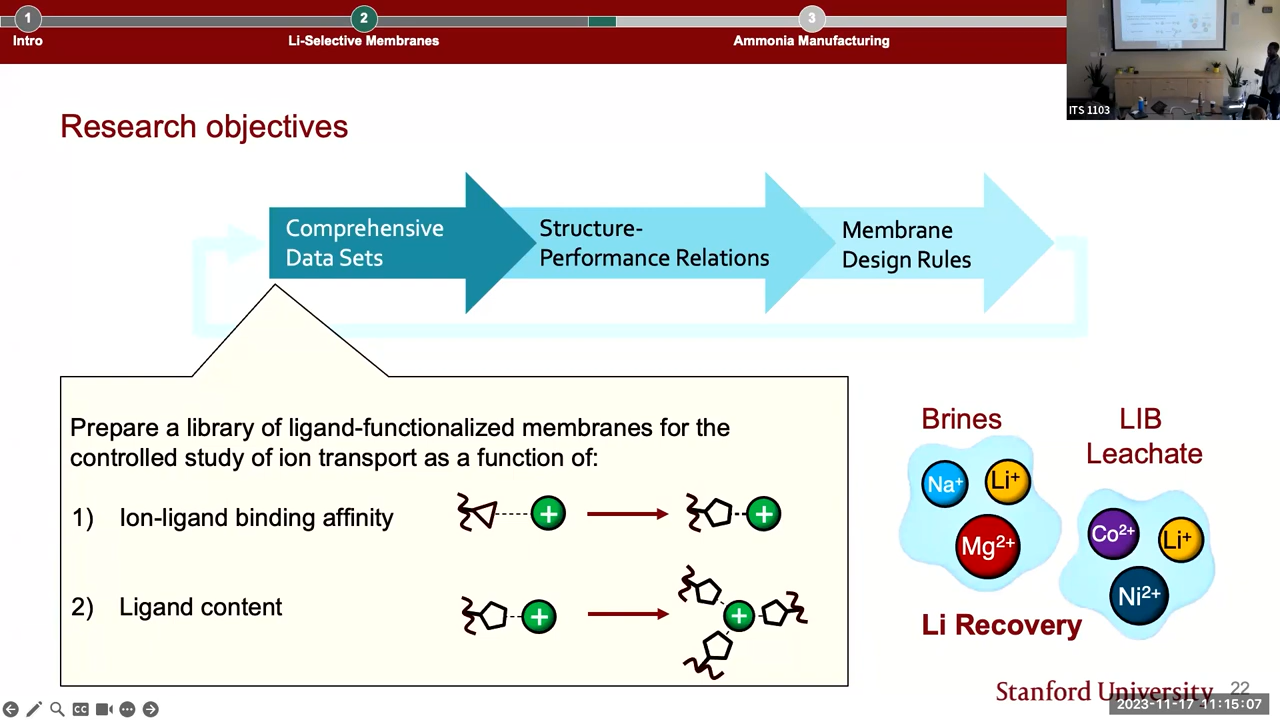 1
2
3
Intro
Li-Selective Membranes
Ammonia Manufacturing
ITS 1103
Research objectives
Comprehensive
Data Sets
Structure-
Performance Relations
Membrane
Design Rules
Prepare a library of ligand-functionalized membranes for the
controlled study of ion transport as a function of:
1) Ion-ligand binding affinity
+
+
2) Ligand content
+
+
Brines
Na⁺
Li⁺
Mg²⁺
LIB
Leachate
Co²⁺
Li⁺
Ni²⁺
Li Recovery
Stanford University
22
CC
2023-11-17 11:15:07